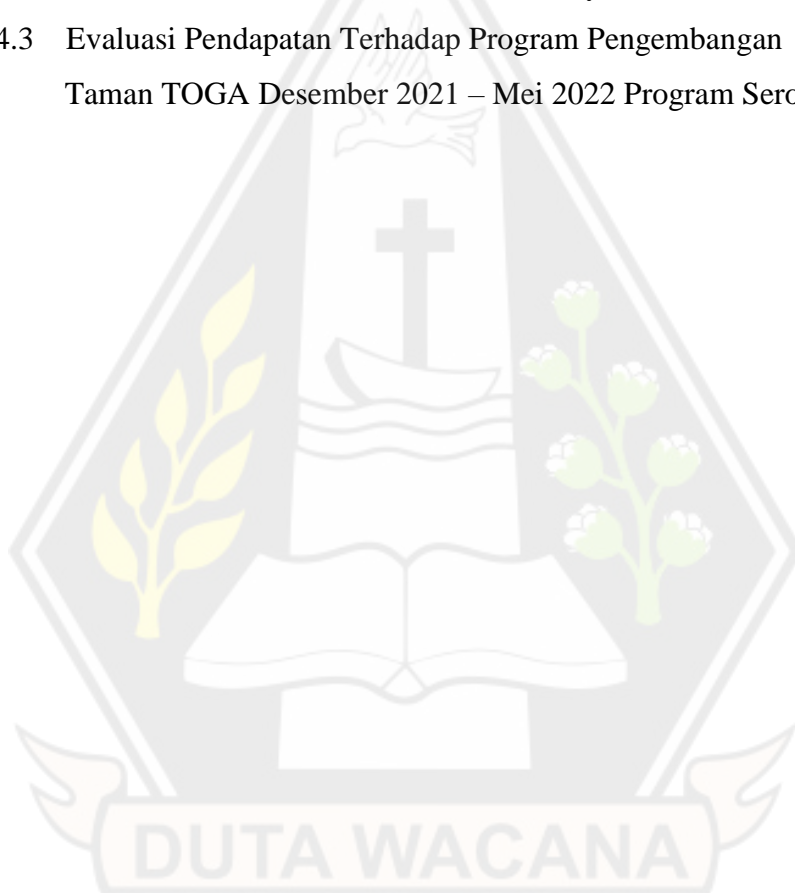 4.3 Evaluasi Pendapatan Terhadap Program Pengembangan
Taman TOGA Desember 2021 – Mei 2022 Program
DUTA WACANA